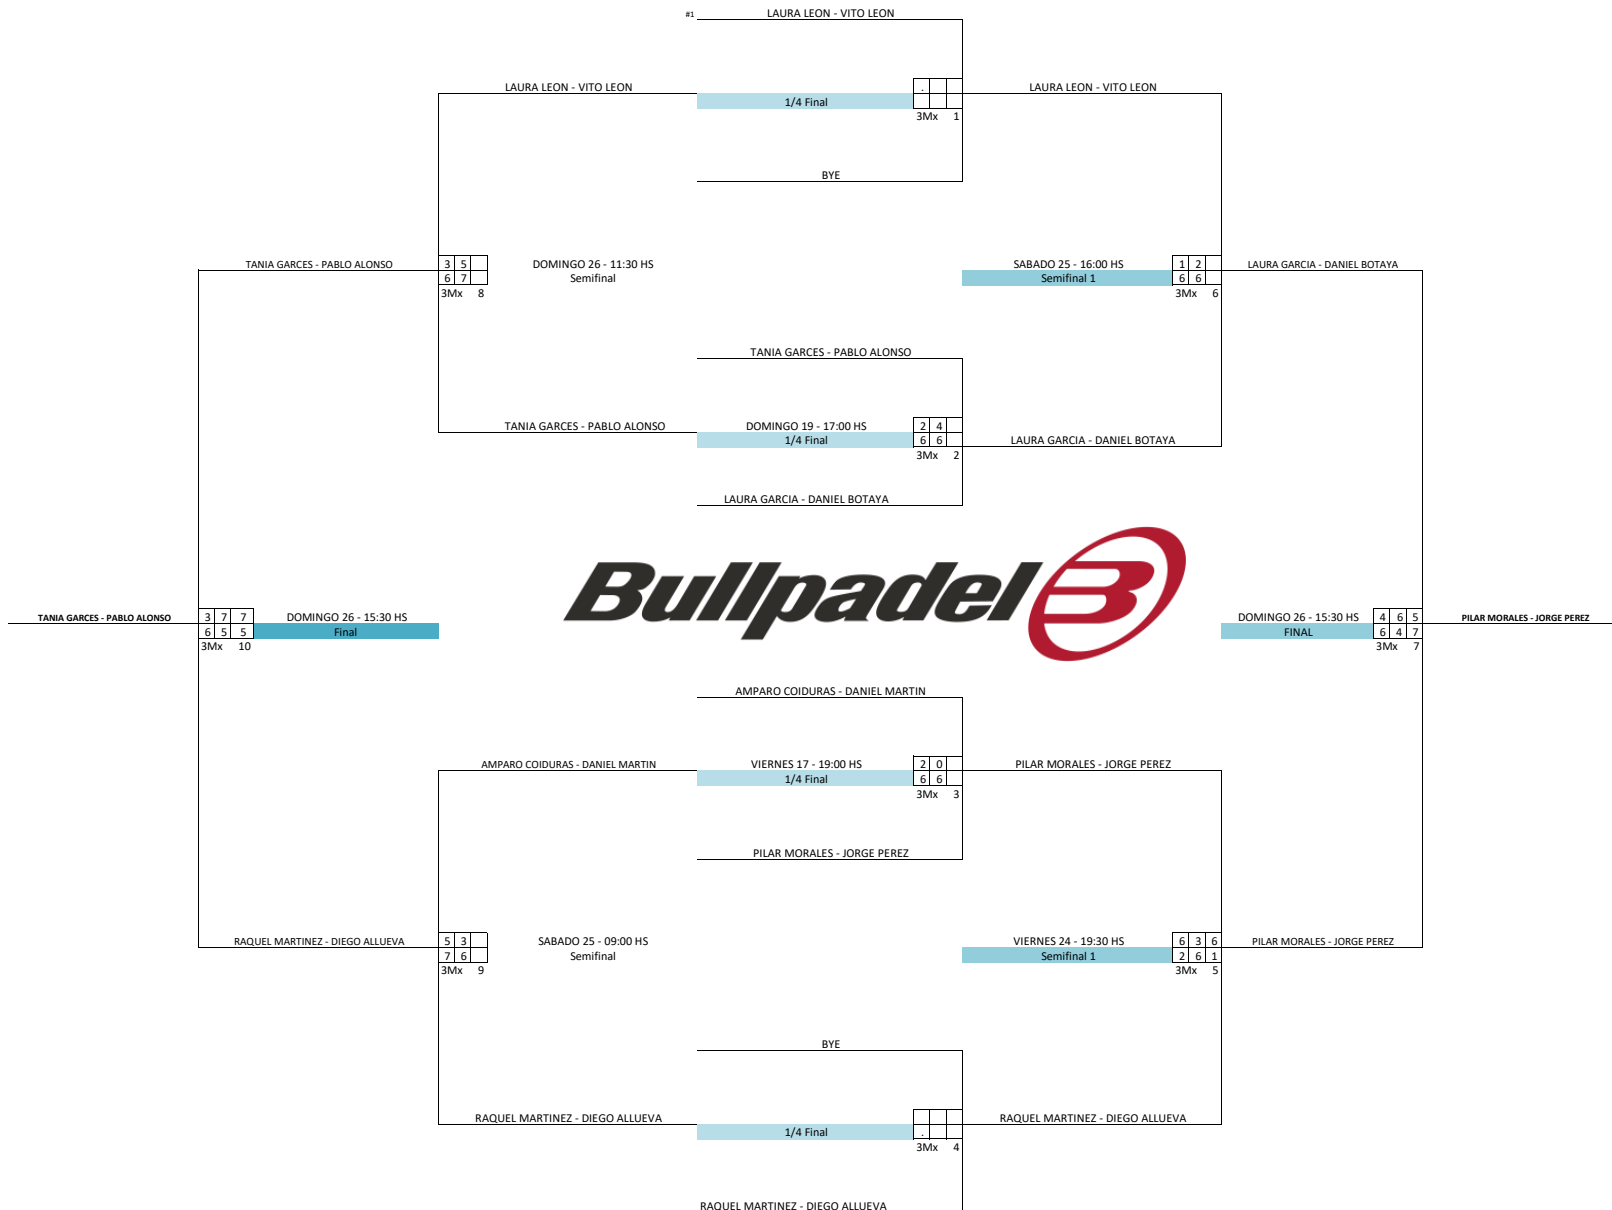 #1 LAURA LEON - VITO LEON
LAURA LEON - VITO LEON . LAURA LEON - VITO LEON
1/4 Final
3Mx 1
BYE
TANIA GARCES - PABLO ALONSO 3 5 DOMINGO 26 - 11:30 HS SABADO 25 - 16:00 HS 1 2 LAURA GARCIA - DANIEL BOTAYA
6 7 Semifinal Semifinal 1 6 6
3Mx 8 3Mx 6
TANIA GARCES - PABLO ALONSO
TANIA GARCES - PABLO ALONSO DOMINGO 19 - 17:00 HS 2 4
1/4 Final 6 6 LAURA GARCIA - DANIEL BOTAYA
3Mx 2
LAURA GARCIA - DANIEL BOTAYA
Bullpadel
TANIA GARCES - PABLO ALONSO 3 7 7 DOMINGO 26 - 15:30 HS DOMINGO 26 - 15:30 HS 4 6 5 PILAR MORALES - JORGE PEREZ
6 5 5 Final FINAL 6 4 7
3Mx 10 3Mx 7
AMPARO COIDURAS - DANIEL MARTIN
AMPARO COIDURAS - DANIEL MARTIN VIERNES 17 - 19:00 HS 2 0 PILAR MORALES - JORGE PEREZ
1/4 Final 6 6
3Mx 3
PILAR MORALES - JORGE PEREZ
RAQUEL MARTINEZ - DIEGO ALLUEVA 5 3 SABADO 25 - 09:00 HS VIERNES 24 - 19:30 HS 6 3 6 PILAR MORALES - JORGE PEREZ
7 6 Semifinal Semifinal 1 2 6 1
3Mx 9 3Mx 5
BYE
RAQUEL MARTINEZ - DIEGO ALLUEVA RAQUEL MARTINEZ - DIEGO ALLUEVA
1/4 Final .
3Mx 4
RAQUEL MARTINEZ - DIEGO ALLUEVA